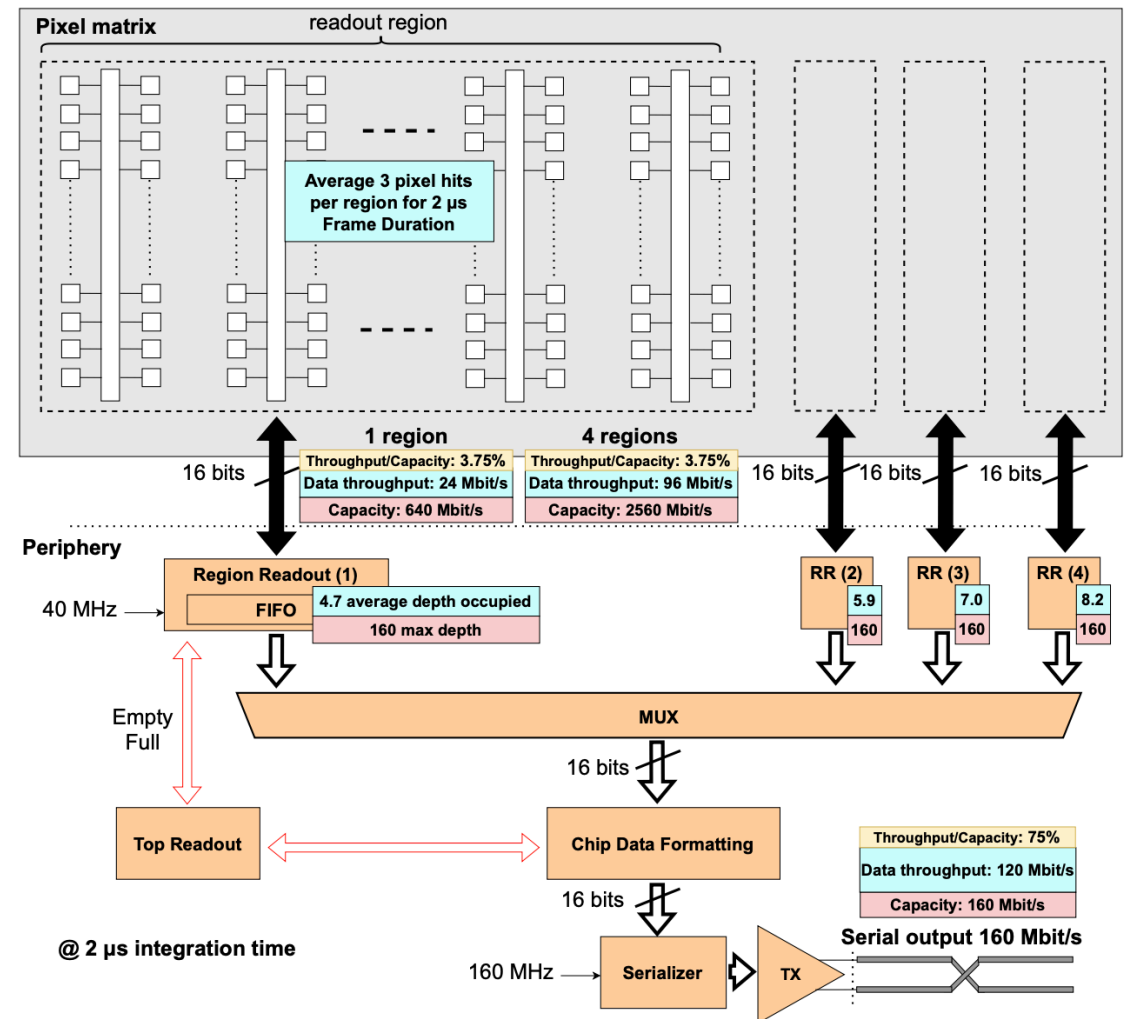 Pixel matrix
readout region
Average 3 pixel hits
per region for 2 µs
Frame Duration
1 region
4 regions
16 bits
Throughput/Capacity: 3.75%
Data throughput: 24 Mbit/s
Capacity: 640 Mbit/s
Throughput/Capacity: 3.75%
Data throughput: 96 Mbit/s
Capacity: 2560 Mbit/s
16 bits
16 bits
16 bits
Periphery
Region Readout (1)
FIFO
40 MHz
4.7 average depth occupied
160 max depth
RR (2)
5.9
160
RR (3)
7.0
160
RR (4)
8.2
160
Empty
Full
MUX
16 bits
Top Readout
Chip Data Formatting
Throughput/Capacity: 75%
Data throughput: 120 Mbit/s
Capacity: 160 Mbit/s
16 bits
@ 2 µs integration time
Serial output 160 Mbit/s
160 MHz
Serializer
TX